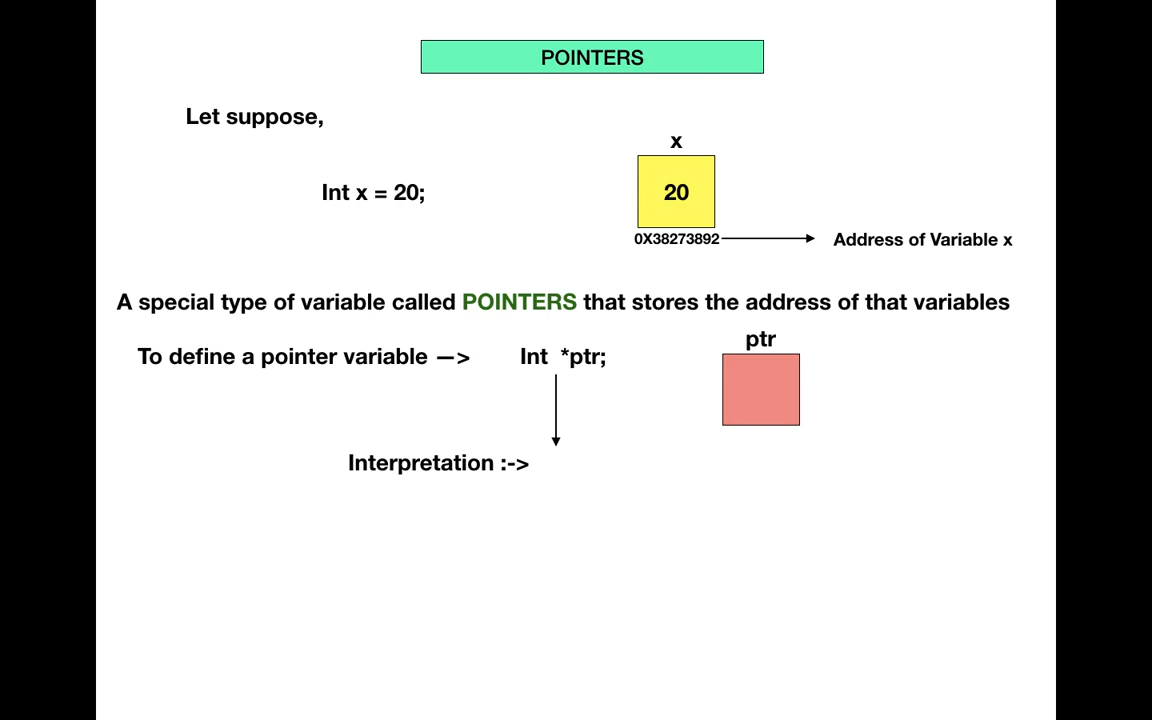 POINTERS
Let suppose,
x
Int x = 20;
20
0X38273892
Address of Variable x
A special type of variable called POINTERS that stores the address of that variables
ptr
To define a pointer variable —> Int *ptr;
Interpretation :->